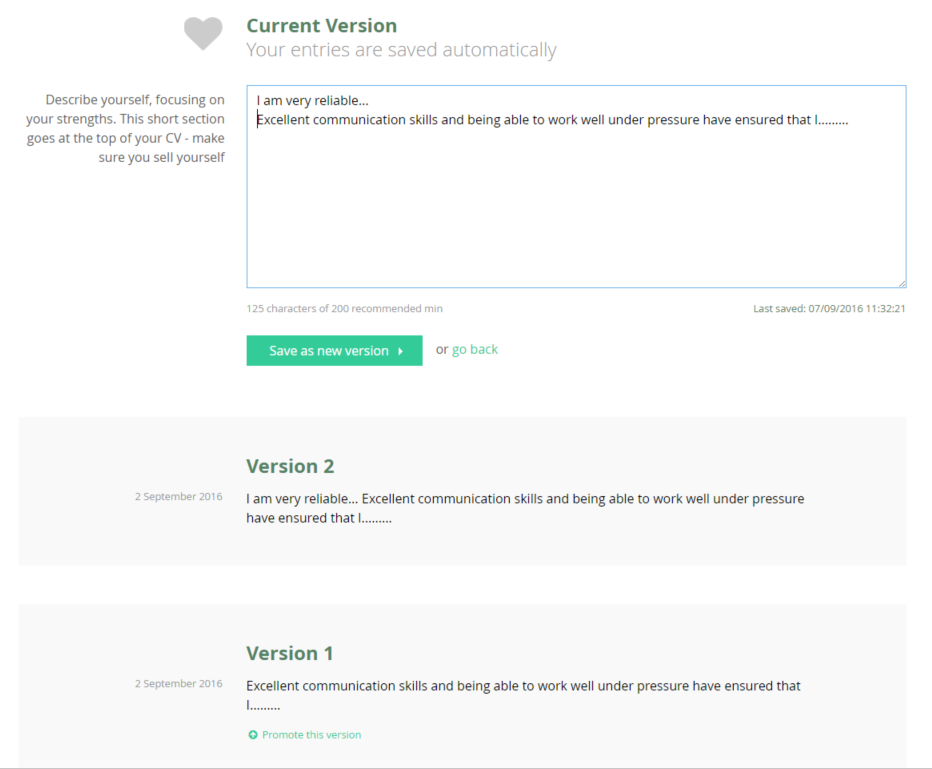 Current Version
Your entries are saved automatically
Describe yourself, focusing on
your strengths. This short section
goes at the top of your CV - make
sure you sell yourself
I am very reliable...
Excellent communication skills and being able to work well under pressure have ensured that I.........
125 characters of 200 recommended min
Last saved: 07/09/2016 11:32:21
Save as new version
or go back
Version 2
2 September 2016
I am very reliable... Excellent communication skills and being able to work well under pressure
have ensured that I.........
Version 1
2 September 2016
Excellent communication skills and being able to work well under pressure have ensured that
I.........
Promote this version